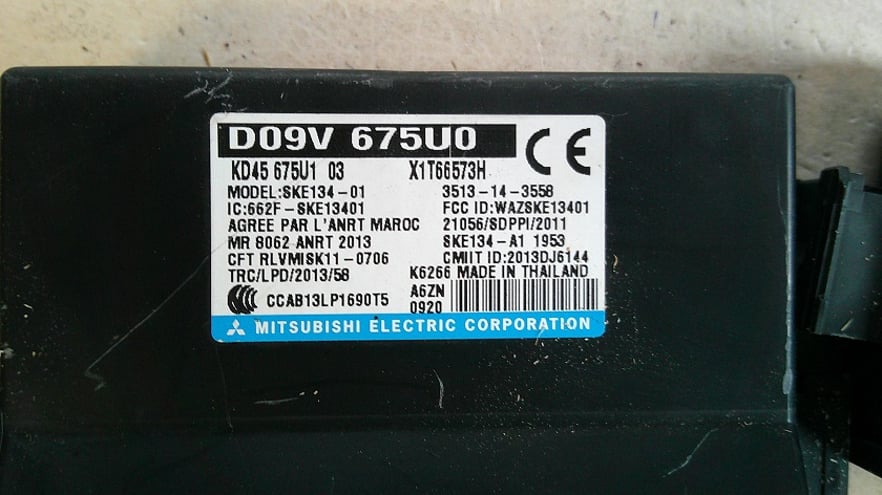 D09V 675U0
CE
KD45 675U1 03 X1T66573H
MODEL:SKE134-01 3513-14-3558
IC:662F-SKE13401 FCC ID:WAZSKE13401
AGREE PAR L'ANRT MAROC 21056/SDPPI/2011
MR 8062 ANRT 2013 SKE134-A1 1953
CFT RLVMISK11-0706 CMIIT ID:2013DJ6144
TRC/LPD/2013/58 K6266 MADE IN THAILAND
CCAB13LP1690T5 A6ZN
0920
MITSUBISHI ELECTRIC CORPORATION